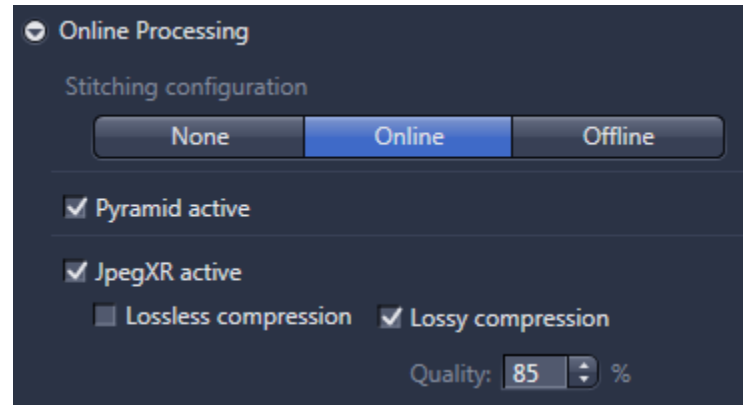 Online Processing
Stitching configuration
None Online Offline
Pyramid active
JpegXR active
Lossless compression Lossy compression
Quality: 85 %